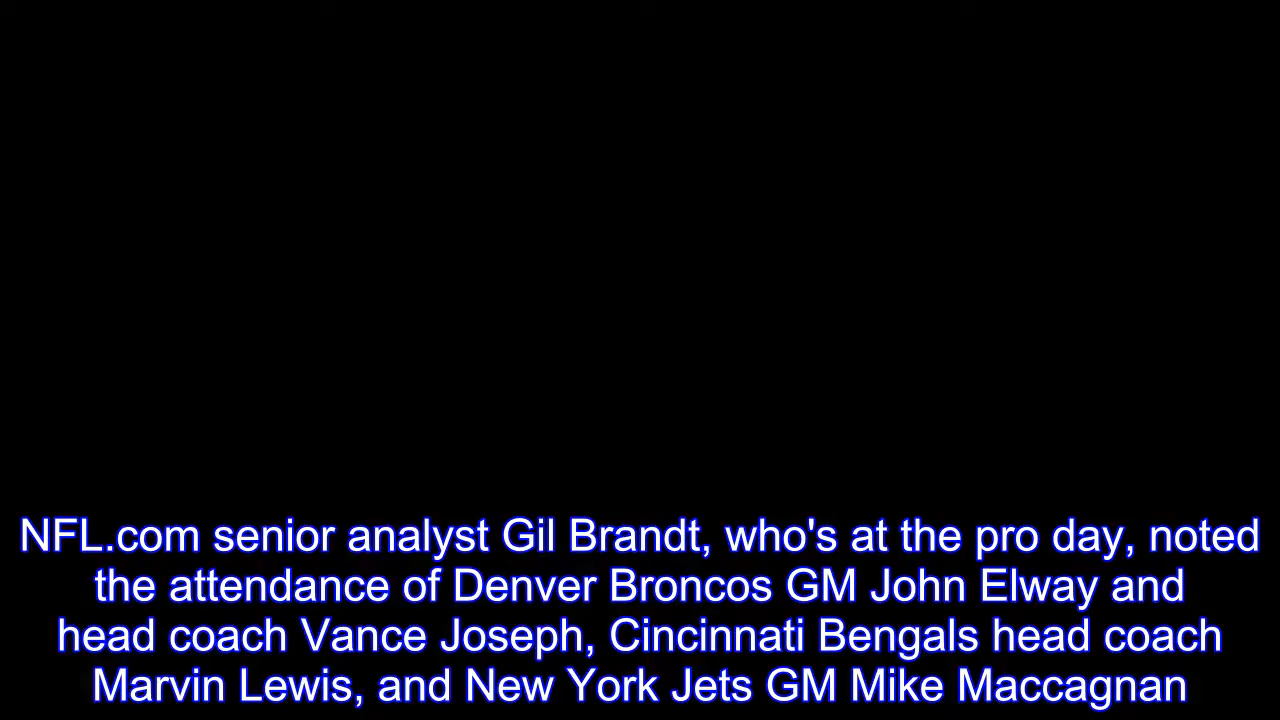 NFL.com senior analyst Gil Brandt, who's at the pro day, noted
the attendance of Denver Broncos GM John Elway and
head coach Vance Joseph, Cincinnati Bengals head coach
Marvin Lewis, and New York Jets GM Mike Maccagnan